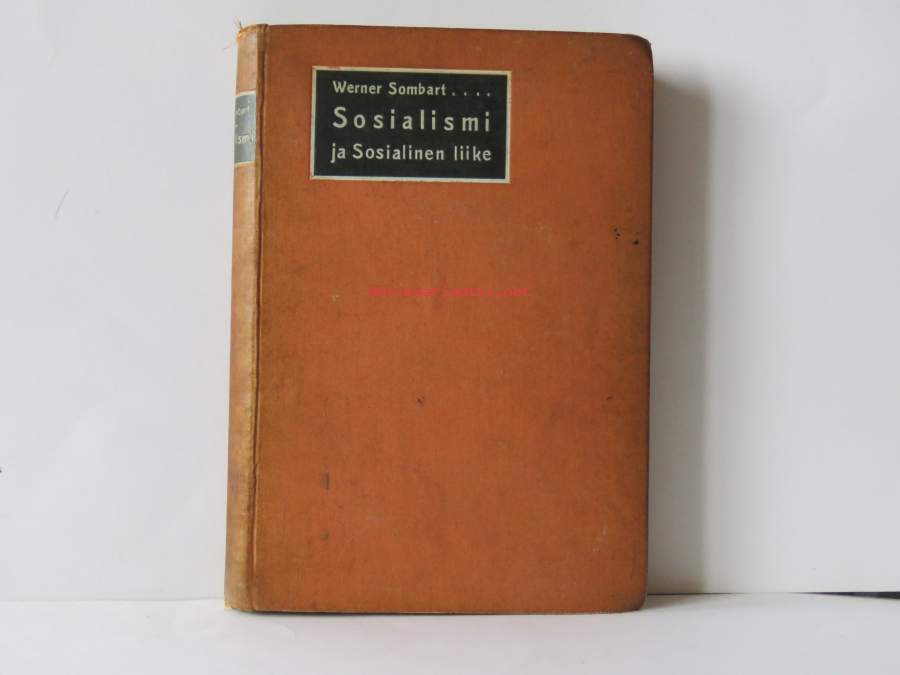 Werner Sombart . . . .
Sosialismi
ja Sosialinen liike